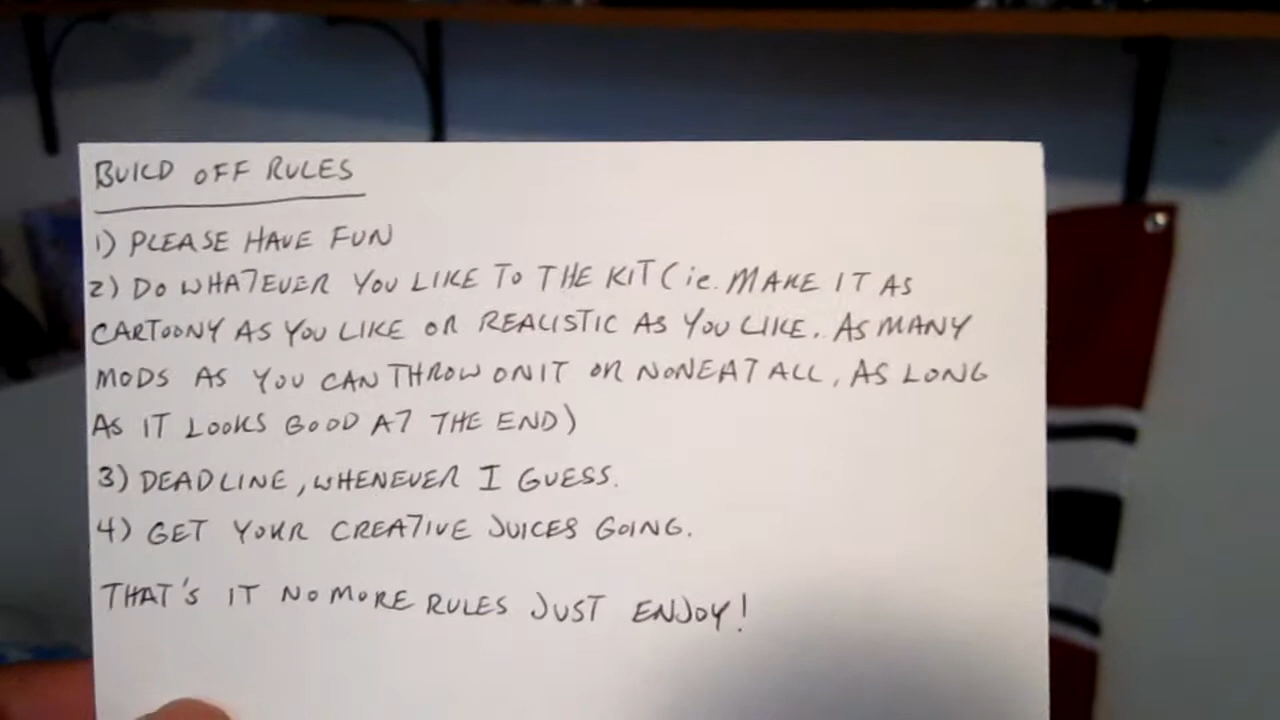 BUILD OFF RULES
1) PLEASE HAVE FUN
2) DO WHATEVER YOU LIKE TO THE KIT (ie. MAKE IT AS
CARTOONY AS YOU LIKE OR REALISTIC AS YOU LIKE. AS MANY
MODS AS YOU CAN THROW ON IT OR NONE AT ALL, AS LONG
AS IT LOOKS GOOD AT THE END)
3) DEADLINE, WHENEVER I GUESS.
4) GET YOUR CREATIVE JUICES GOING.
THAT'S IT NO MORE RULES JUST ENJOY!